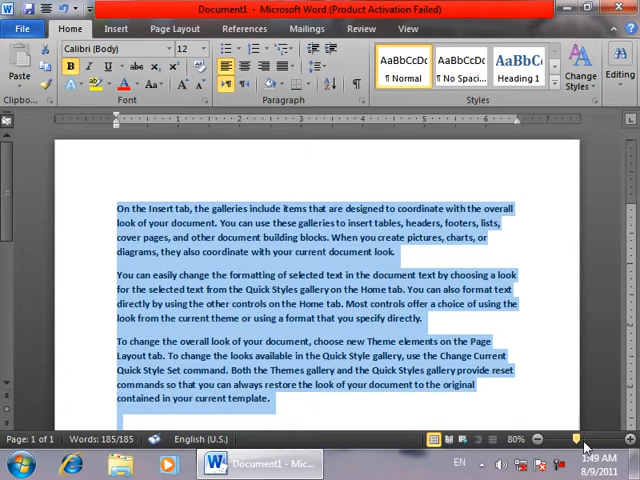 Document1 - Microsoft Word (Product Activation Failed)
File Home Insert Page Layout References Mailings Review View
Calibri (Body) 12
Paste
B I U abc x₂ x²
AaBbCcDc AaBbCcDc AaBbC
¶ Normal ¶ No Spaci... Heading 1
Change Styles
Editing
Clipbo... Font Paragraph Styles
On the Insert tab, the galleries include items that are designed to coordinate with the overall
look of your document. You can use these galleries to insert tables, headers, footers, lists,
cover pages, and other document building blocks. When you create pictures, charts, or
diagrams, they also coordinate with your current document look.
You can easily change the formatting of selected text in the document text by choosing a look
for the selected text from the Quick Styles gallery on the Home tab. You can also format text
directly by using the other controls on the Home tab. Most controls offer a choice of using the
look from the current theme or using a format that you specify directly.
To change the overall look of your document, choose new Theme elements on the Page
Layout tab. To change the looks available in the Quick Style gallery, use the Change Current
Quick Style Set command. Both the Themes gallery and the Quick Styles gallery provide reset
commands so that you can always restore the look of your document to the original
contained in your current template.
Page: 1 of 1 Words: 185/185 English (U.S.) 80%
Document1 - Mic...
EN
1:49 AM
8/9/2011